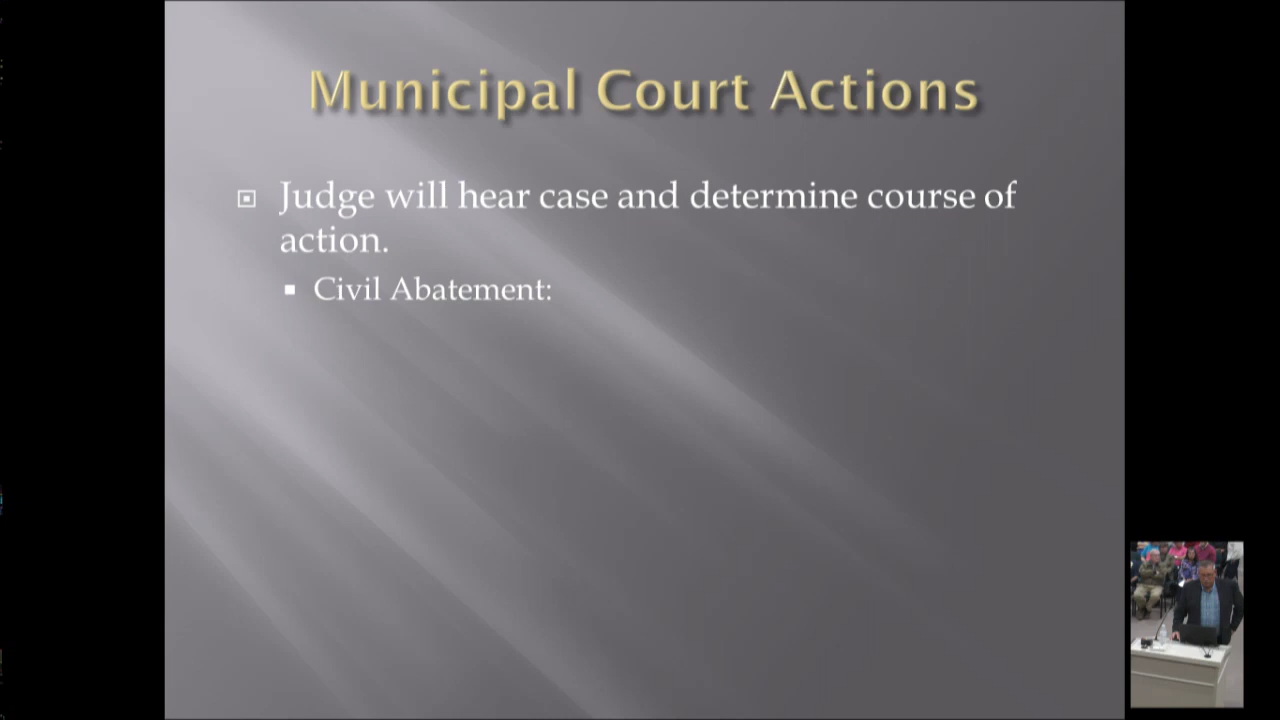 Municipal Court Actions
Judge will hear case and determine course of
action.
Civil Abatement: